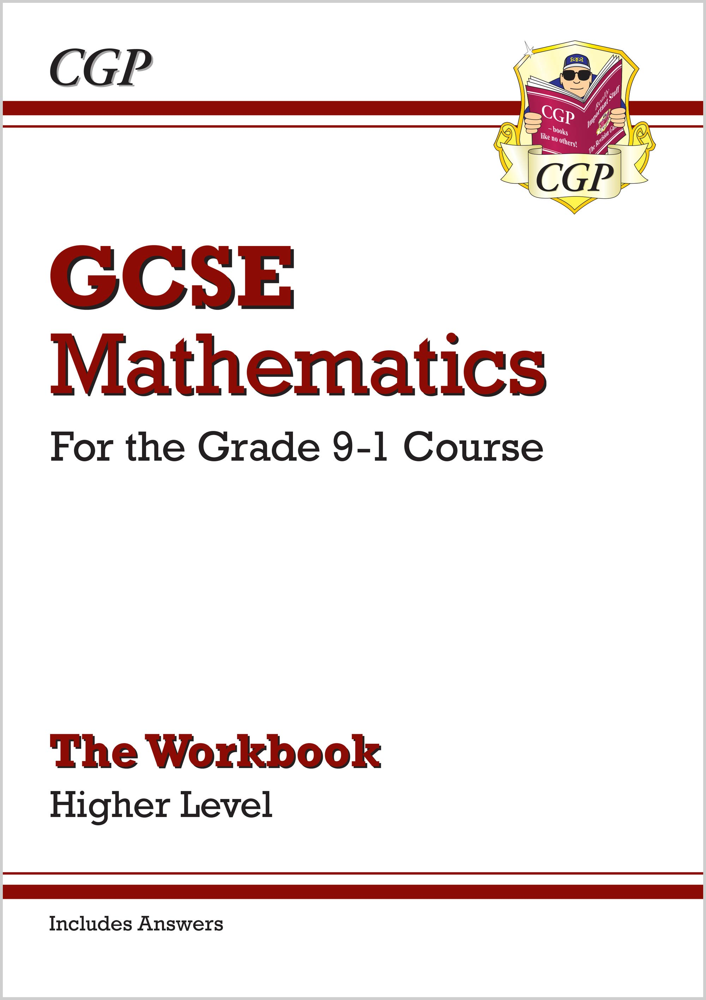 CGP
CGP
– books
like no others!
Really
Important Stuff
CGP
The Revision
CGP
GCSE
Mathematics
For the Grade 9-1 Course
The Workbook
Higher Level
Includes Answers